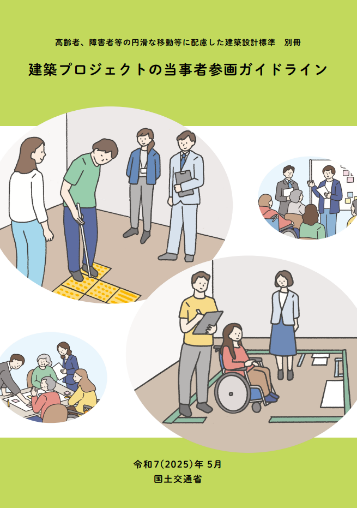 高齢者、障害者等の円滑な移動等に配慮した建築設計標準　別冊
建築プロジェクトの当事者参画ガイドライン
令和7(2025)年 5月
国土交通省